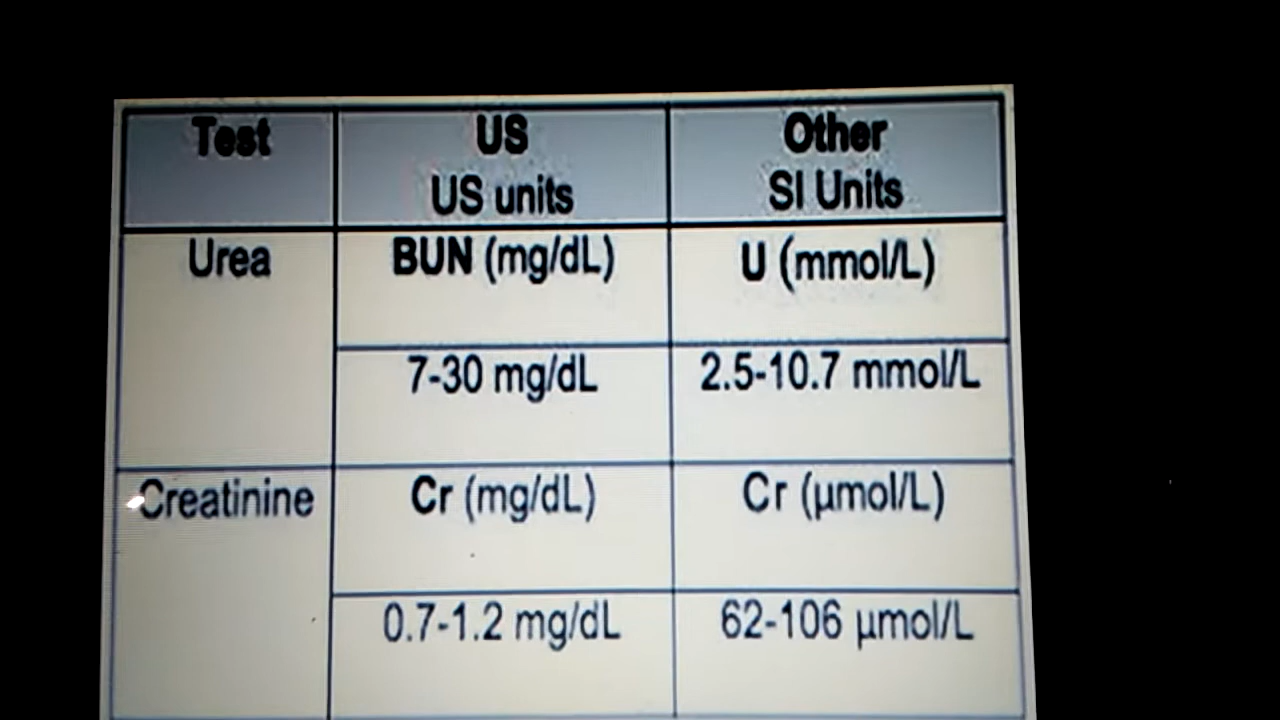 Test
US
US units
Other
SI Units
Urea
BUN (mg/dL)
U (mmol/L)
7-30 mg/dL
2.5-10.7 mmol/L
Creatinine
Cr (mg/dL)
Cr (µmol/L)
0.7-1.2 mg/dL
62-106 µmol/L